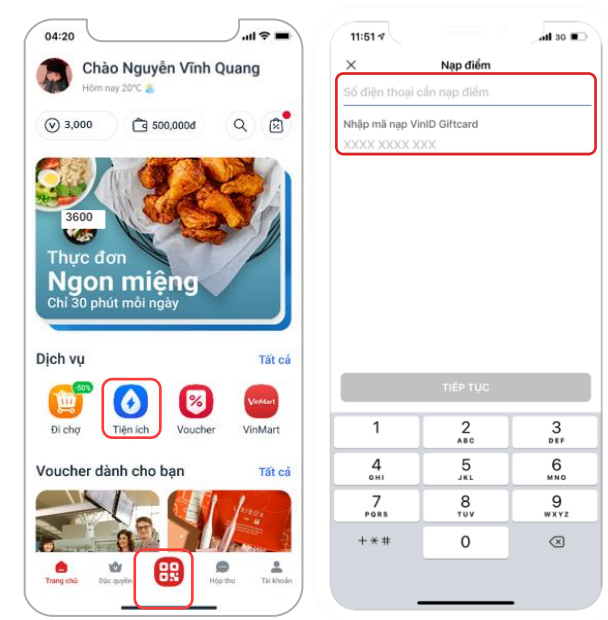 04:20
Chào Nguyễn Vĩnh Quang
Hôm nay 20°C
3,000
500,000đ
3600
Thực đơn
Ngon miệng
Chỉ 30 phút mỗi ngày
Dịch vụ
Tất cả
-50%
VinMart
Đi chợ
Tiện ích
Voucher
VinMart
Voucher dành cho bạn
Tất cả
LXIBOX
Trang chủ
Đặc quyền
Hộp thư
Tài khoản
11:51
3G
Nạp điểm
Số điện thoại cần nạp điểm
Nhập mã nạp VinID Giftcard
XXXX XXXX XXX
TIẾP TỤC
1
2
ABC
3
DEF
4
GHI
5
JKL
6
MNO
7
PQRS
8
TUV
9
WXYZ
+ * #
0